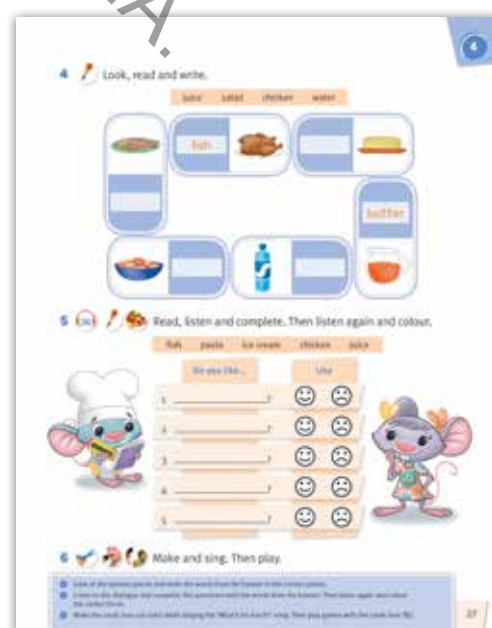 A.
4
4 Look, read and write.
juice salad chicken water
fish
butter
5 Read, listen and complete. Then listen again and colour.
fish pasta ice cream chicken juice
Do you like...
Lisa
1 ?
2 ?
3 ?
4 ?
5 ?
6 Make and sing. Then play.
27